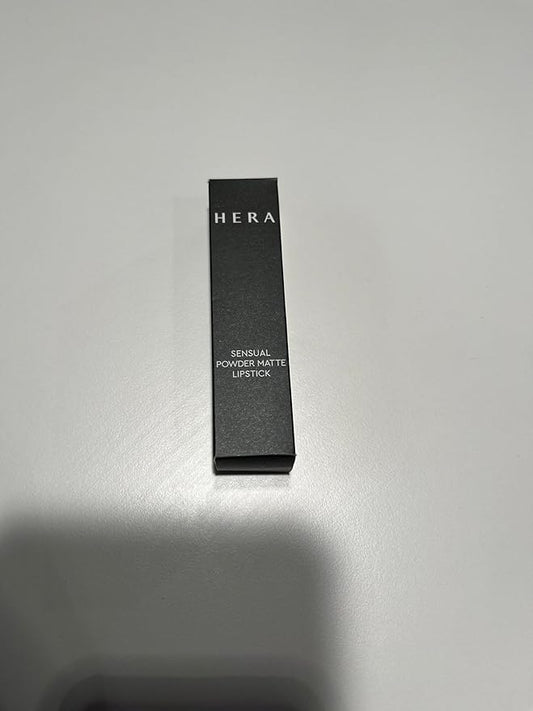 HERA
SENSUAL
POWDER MATTE
LIPSTICK